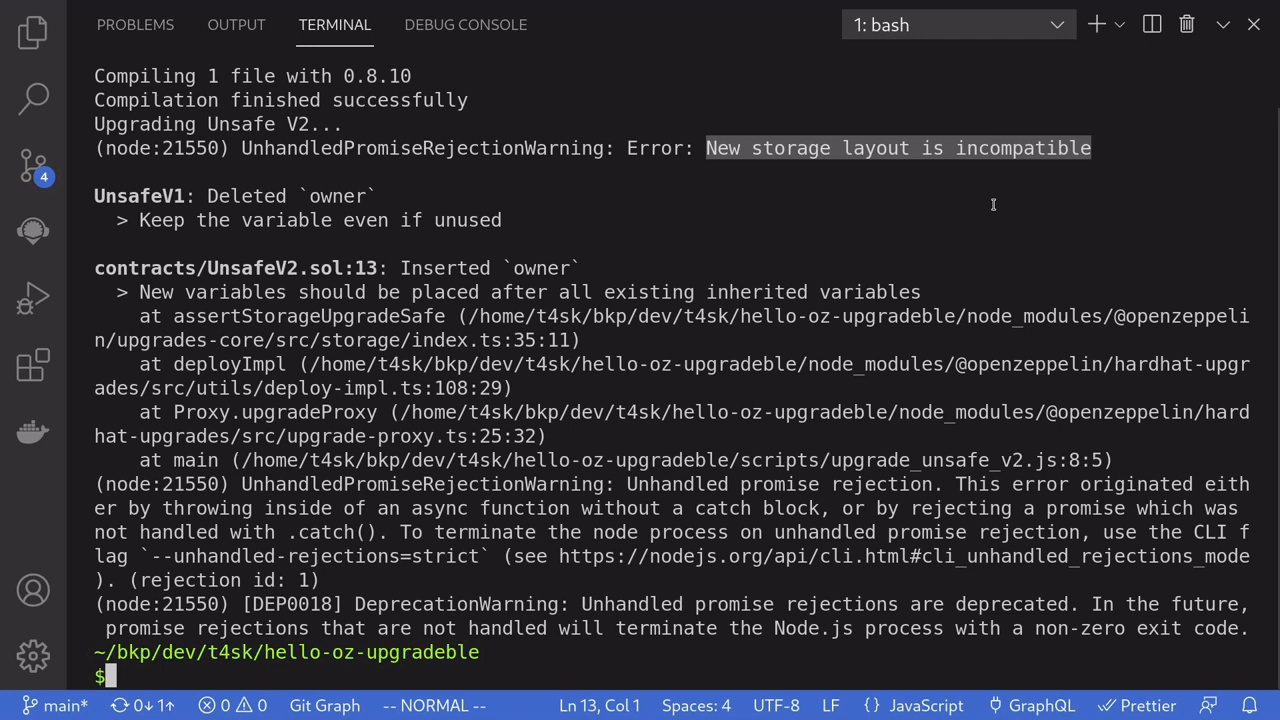 PROBLEMS OUTPUT TERMINAL DEBUG CONSOLE 1: bash
Compiling 1 file with 0.8.10
Compilation finished successfully
Upgrading Unsafe V2...
(node:21550) UnhandledPromiseRejectionWarning: Error: New storage layout is incompatible
UnsafeV1: Deleted `owner`
> Keep the variable even if unused
contracts/UnsafeV2.sol:13: Inserted `owner`
> New variables should be placed after all existing inherited variables
at assertStorageUpgradeSafe (/home/t4sk/bkp/dev/t4sk/hello-oz-upgradeble/node_modules/@openzeppeli
n/upgrades-core/src/storage/index.ts:35:11)
at deployImpl (/home/t4sk/bkp/dev/t4sk/hello-oz-upgradeble/node_modules/@openzeppelin/hardhat-upgr
ades/src/utils/deploy-impl.ts:108:29)
at Proxy.upgradeProxy (/home/t4sk/bkp/dev/t4sk/hello-oz-upgradeble/node_modules/@openzeppelin/hard
hat-upgrades/src/upgrade-proxy.ts:25:32)
at main (/home/t4sk/bkp/dev/t4sk/hello-oz-upgradeble/scripts/upgrade_unsafe_v2.js:8:5)
(node:21550) UnhandledPromiseRejectionWarning: Unhandled promise rejection. This error originated eith
er by throwing inside of an async function without a catch block, or by rejecting a promise which was
not handled with .catch(). To terminate the node process on unhandled promise rejection, use the CLI f
lag `--unhandled-rejections=strict` (see https://nodejs.org/api/cli.html#cli_unhandled_rejections_mode
). (rejection id: 1)
(node:21550) [DEP0018] DeprecationWarning: Unhandled promise rejections are deprecated. In the future,
promise rejections that are not handled will terminate the Node.js process with a non-zero exit code.
~/bkp/dev/t4sk/hello-oz-upgradeble
$
4
main* 0↓ 1↑ 0 0 Git Graph -- NORMAL -- Ln 13, Col 1 Spaces: 4 UTF-8 LF {} JavaScript GraphQL Prettier